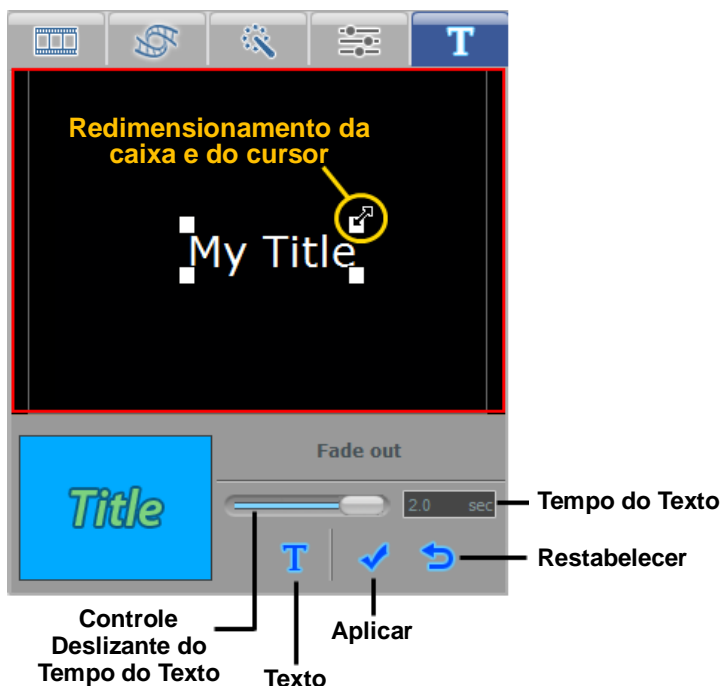 T
Redimensionamento da
caixa e do cursor
My Title
Fade out
Title
2.0 sec
Tempo do Texto
T
Restabelecer
Controle
Deslizante do
Tempo do Texto
Aplicar
Texto